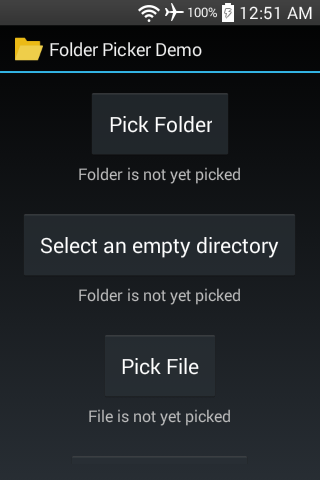 100% 12:51 AM
Folder Picker Demo
Pick Folder
Folder is not yet picked
Select an empty directory
Folder is not yet picked
Pick File
File is not yet picked